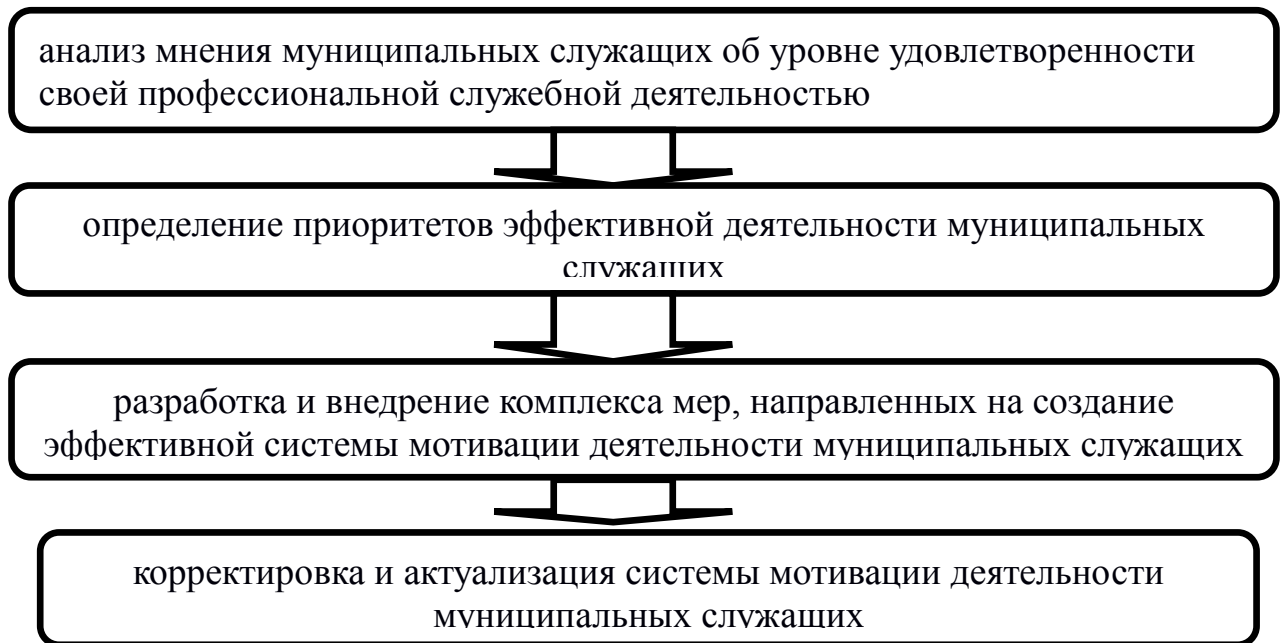 анализ мнения муниципальных служащих об уровне удовлетворенности
своей профессиональной служебной деятельностью
определение приоритетов эффективной деятельности муниципальных
служащих
разработка и внедрение комплекса мер, направленных на создание
эффективной системы мотивации деятельности муниципальных служащих
корректировка и актуализация системы мотивации деятельности
муниципальных служащих